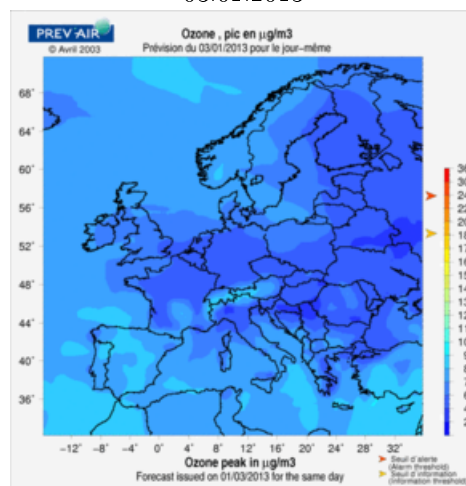 PREV'AIR
© Avril 2003
Ozone , pic en µg/m3
Prévision du 03/01/2013 pour le jour-même
68°
64°
60°
56°
52°
48°
44°
40°
36°
-12° -8° -4° 0° 4° 8° 12° 16° 20° 24° 28° 32°
Ozone peak in µg/m3
Forecast issued on 01/03/2013 for the same day
Seuil d'alerte
(Alarm threshold)
Seuil d'information
(Information threshold)